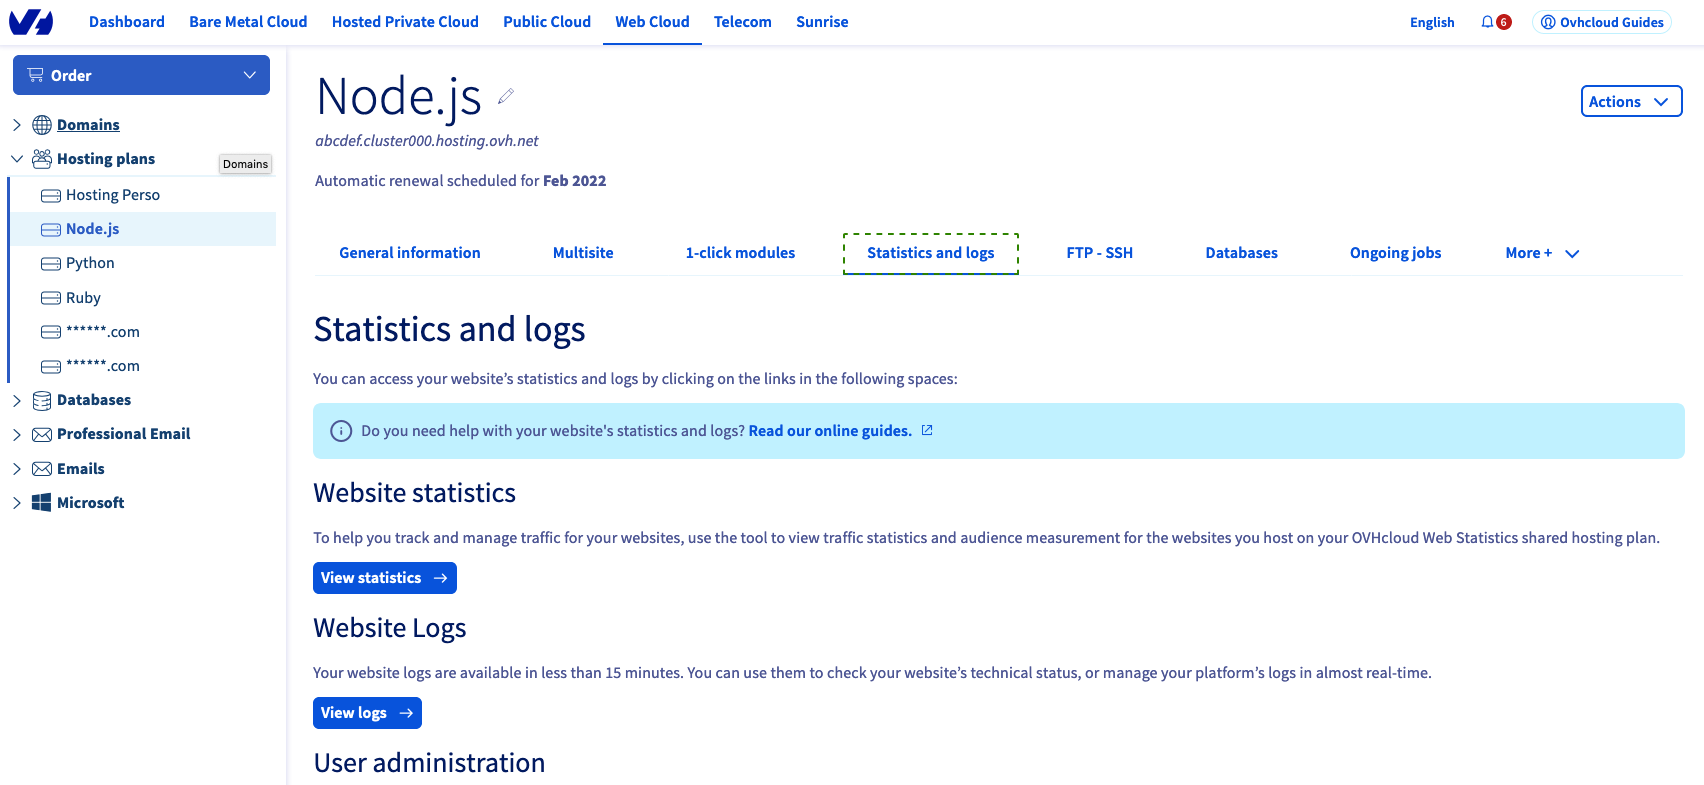 Dashboard Bare Metal Cloud Hosted Private Cloud Public Cloud Web Cloud Telecom Sunrise English 6 Ovhcloud Guides
Order
Domains
Hosting plans
Domains
Hosting Perso
Node.js
Python
Ruby
******.com
******.com
Databases
Professional Email
Emails
Microsoft
Node.js
Actions
abcdef.cluster000.hosting.ovh.net
Automatic renewal scheduled for Feb 2022
General information Multisite 1-click modules Statistics and logs FTP - SSH Databases Ongoing jobs More +
Statistics and logs
You can access your website’s statistics and logs by clicking on the links in the following spaces:
Do you need help with your website's statistics and logs? Read our online guides.
Website statistics
To help you track and manage traffic for your websites, use the tool to view traffic statistics and audience measurement for the websites you host on your OVHcloud Web Statistics shared hosting plan.
View statistics
Website Logs
Your website logs are available in less than 15 minutes. You can use them to check your website’s technical status, or manage your platform’s logs in almost real-time.
View logs
User administration